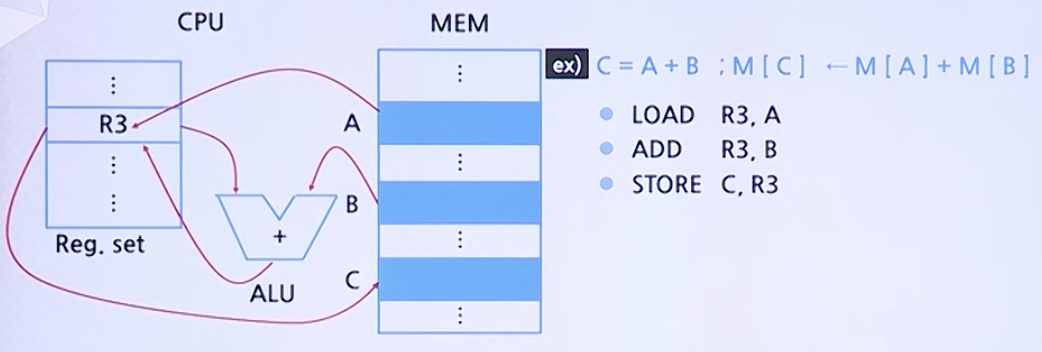 CPU
MEM
⋮
R3
⋮
⋮
Reg. set
+
ALU
A
B
C
⋮
⋮
⋮
⋮
ex) C = A + B ; M [ C ] ← M [ A ] + M [ B ]
● LOAD R3, A
● ADD R3, B
● STORE C, R3